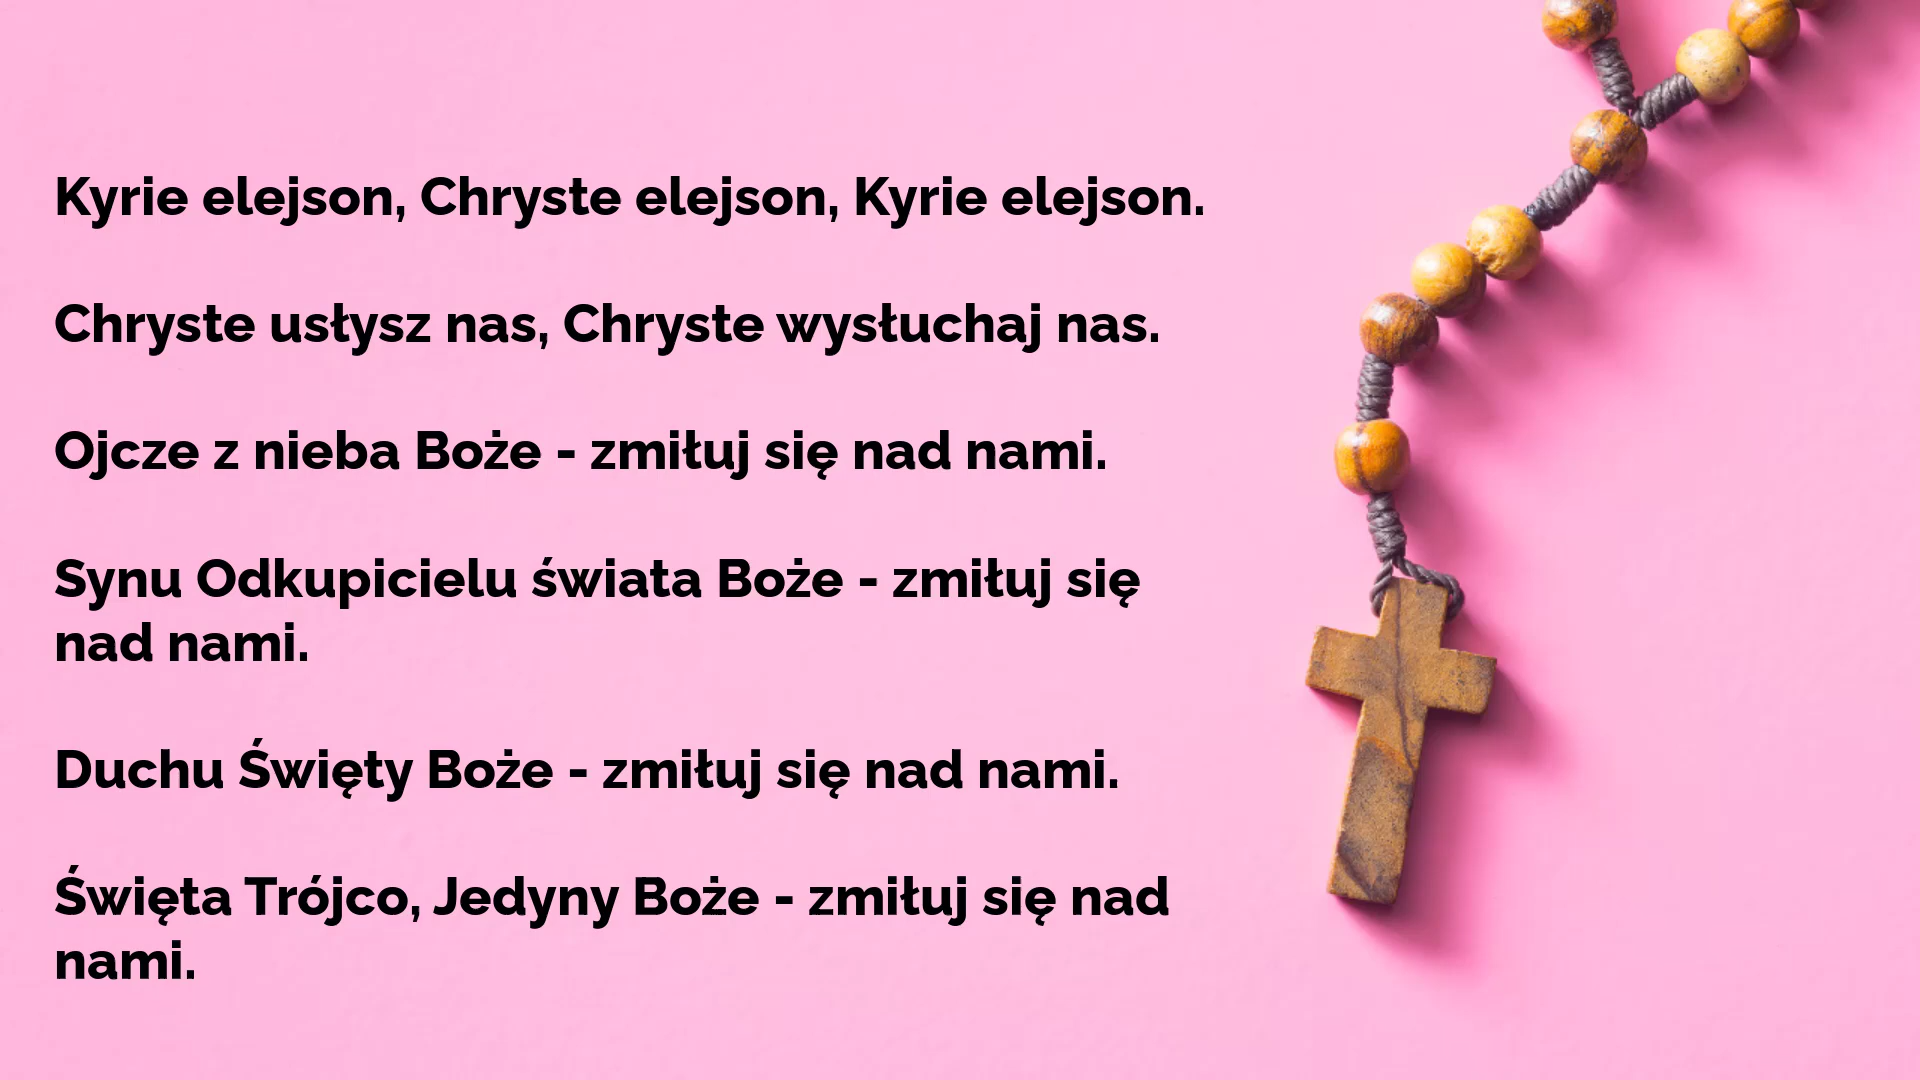 Kyrie elejson, Chryste elejson, Kyrie elejson.
Chryste usłysz nas, Chryste wysłuchaj nas.
Ojcze z nieba Boże - zmiłuj się nad nami.
Synu Odkupicielu świata Boże - zmiłuj się
nad nami.
Duchu Święty Boże - zmiłuj się nad nami.
Święta Trójco, Jedyny Boże - zmiłuj się nad
nami.